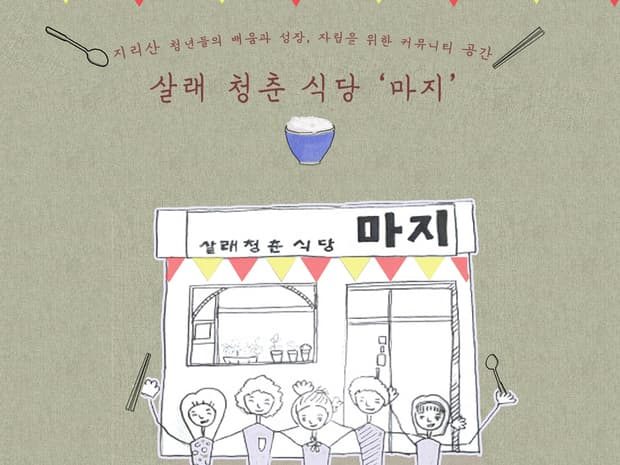 지리산 청년들의 배움과 성장, 자립을 위한 커뮤니티 공간
살래 청춘 식당 ‘마지’
살래청춘식당 마지